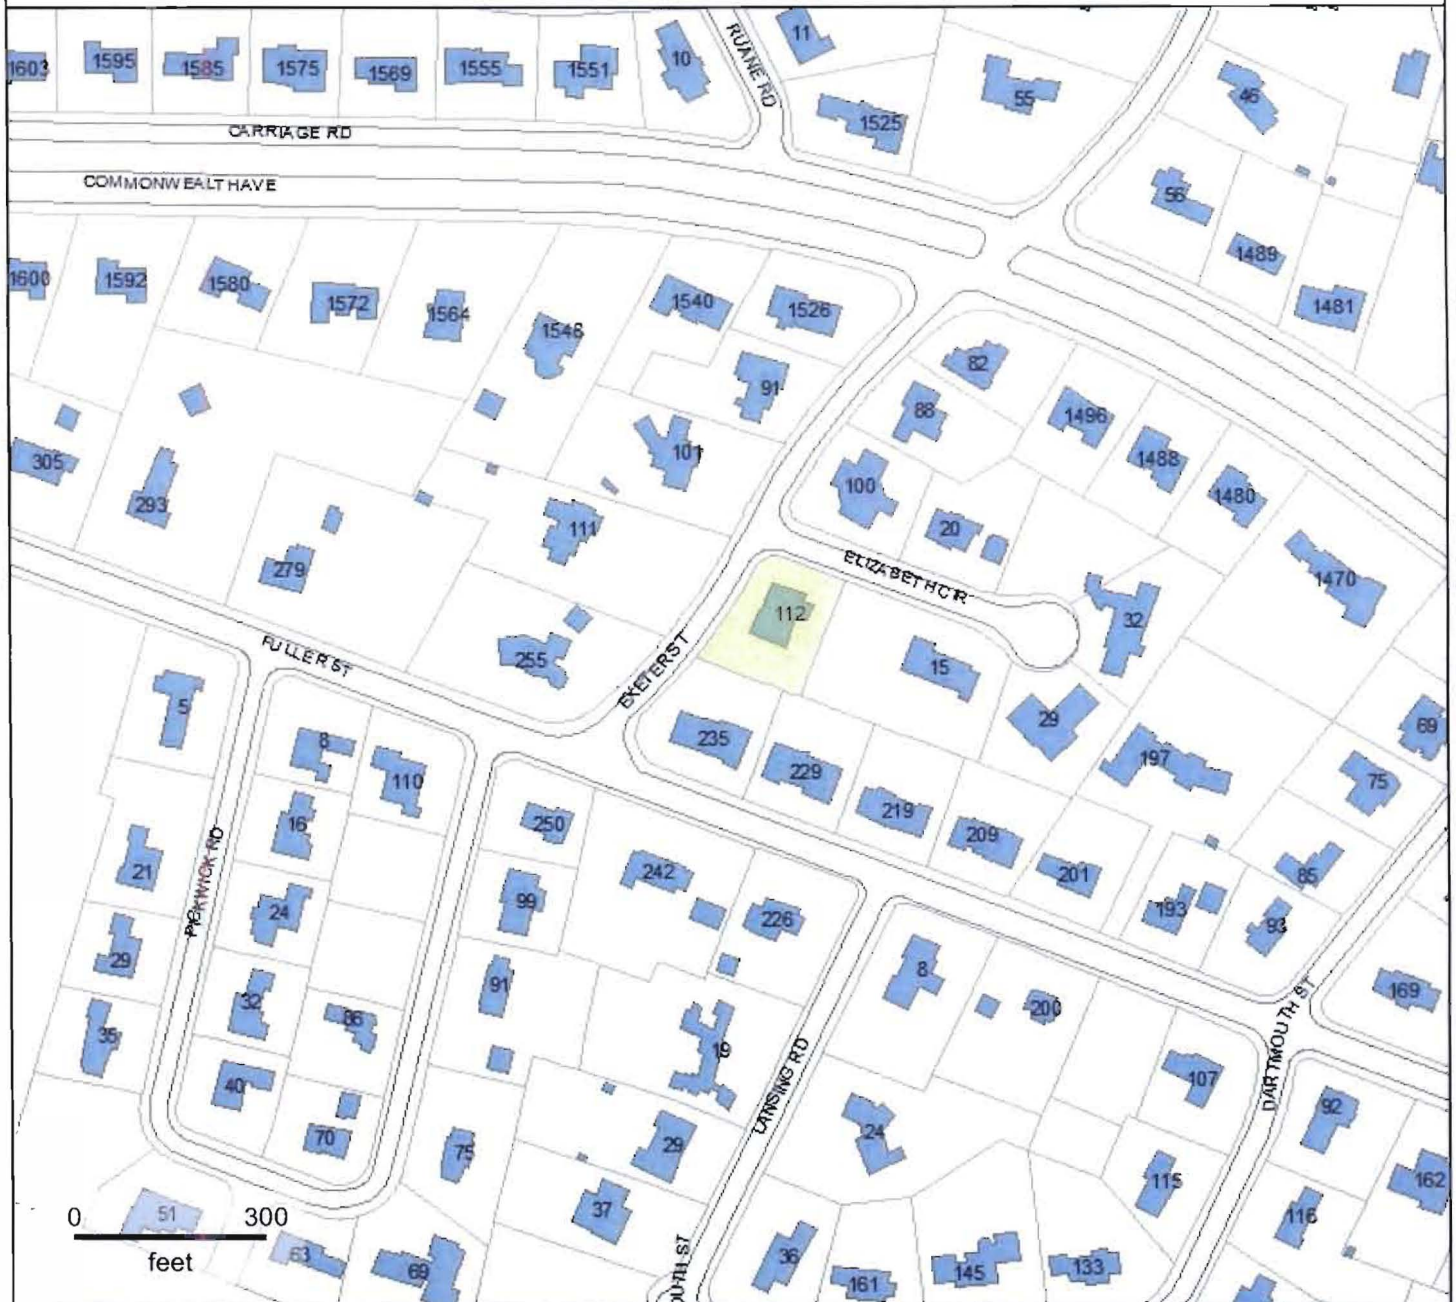 11
1603 1595 1585 1575 1569 1555 1551 10 RUANE RD
55 46
1525
CARRIAGE RD
COMMONWEALT HAVE
56
1489
1481
1600 1592 1580 1572 1564 1546 1540 1526
82
91 88 1496
305 101 1488
293 100 1480
111 20
279 ELIZABETH CIR 1470
112 32
FULLER ST 255 EXETER ST 15
5 29 69
8 110 235 229 197 75
16 250 219 209
21 PICKWICK RD 242 201 85
24 99 226 193 93
29 8
32 91 86 200 169
35 19 LANSING RD DARTMOUTH ST
40 107 92
70 75 29 24
115 162
51 37 116
0 300
feet
63 69 OUTH ST 36 161 145 133